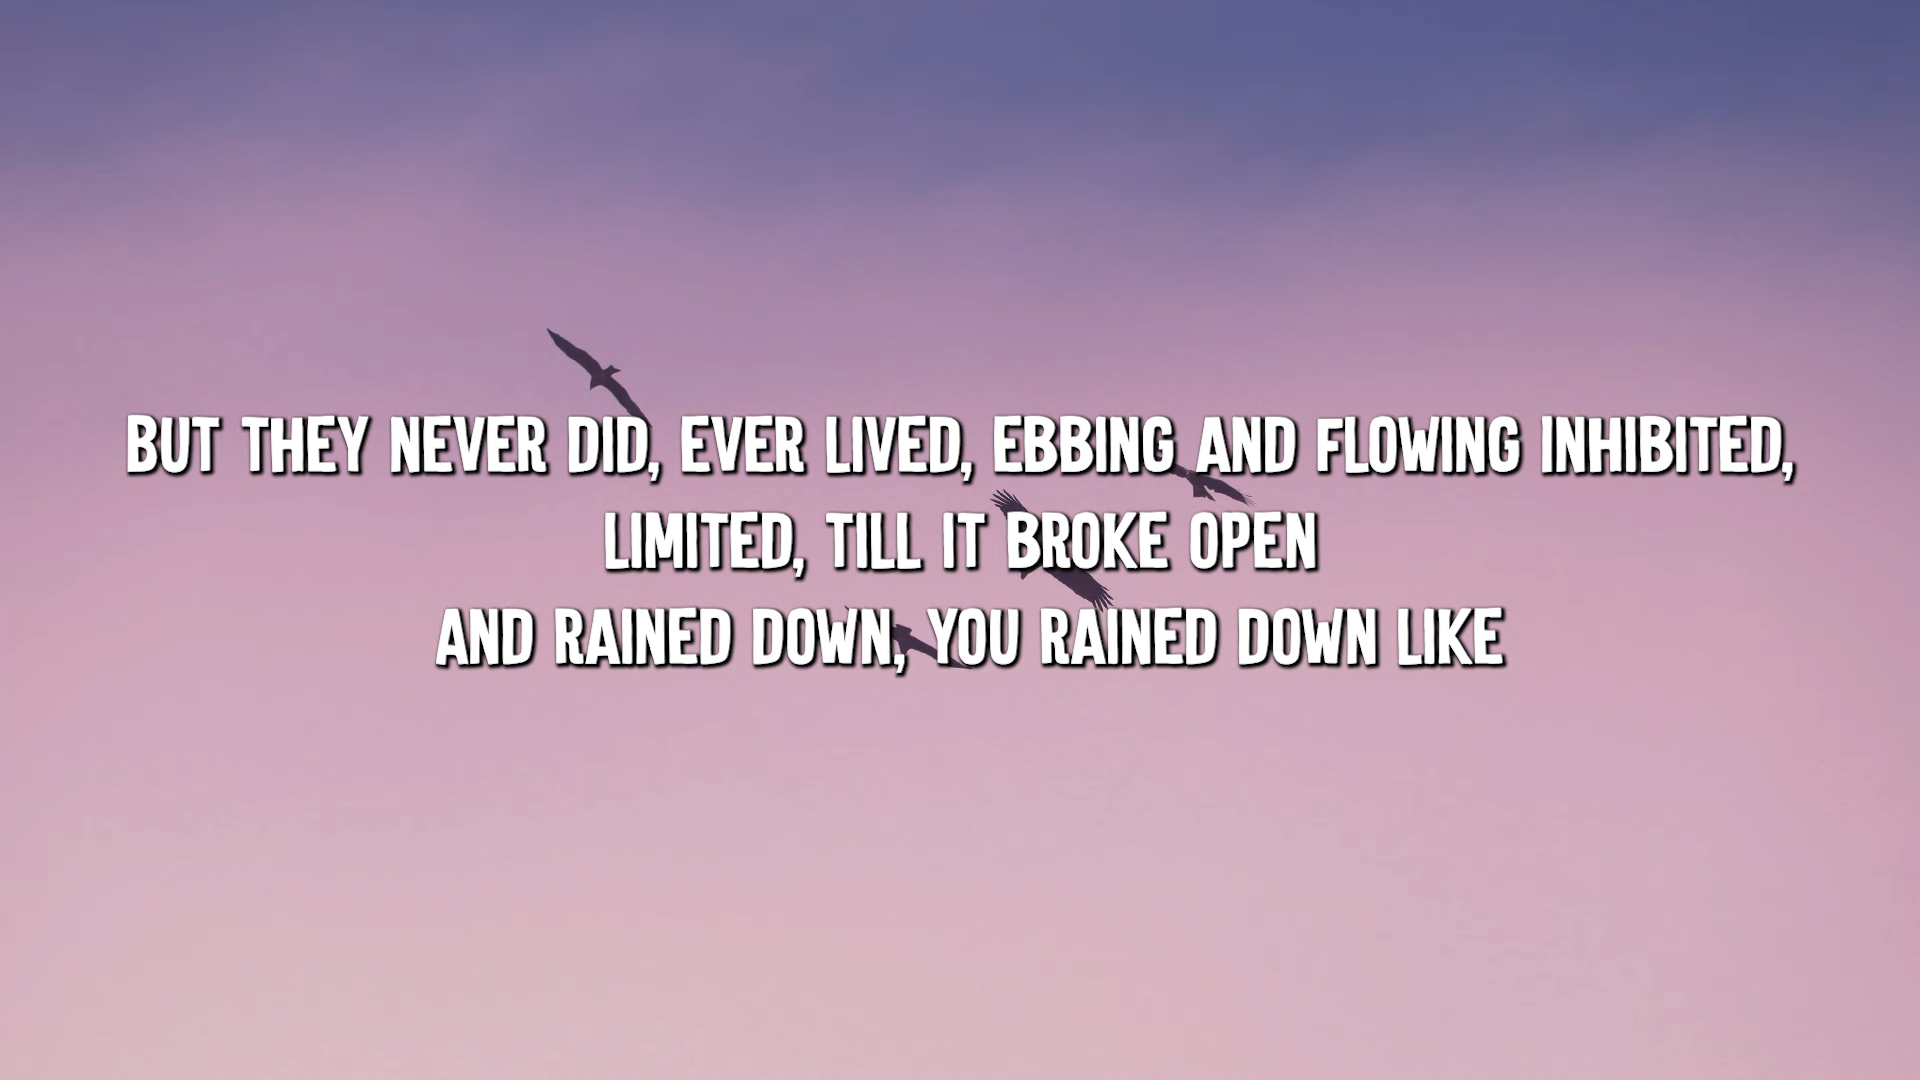 BUT THEY NEVER DID, EVER LIVED, EBBING AND FLOWING INHIBITED,
LIMITED, TILL IT BROKE OPEN
AND RAINED DOWN, YOU RAINED DOWN LIKE